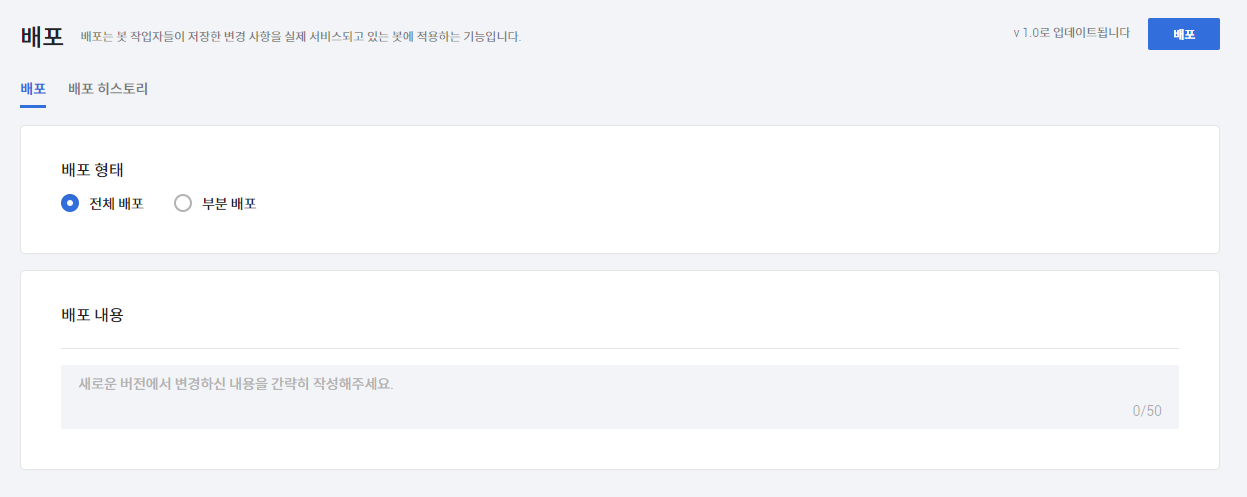 배포 배포는 봇 작업자들이 저장한 변경 사항을 실제 서비스되고 있는 봇에 적용하는 기능입니다. v 1.0로 업데이트됩니다 배포
배포 배포 히스토리
배포 형태
전체 배포 부분 배포
배포 내용
새로운 버전에서 변경하신 내용을 간략히 작성해주세요.
0/50